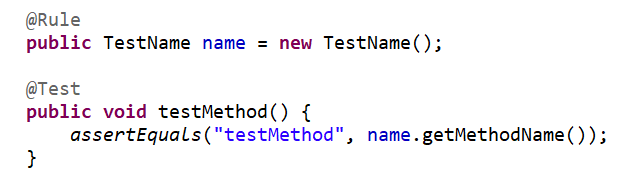 @Rule
public TestName name = new TestName();
@Test
public void testMethod() {
assertEquals("testMethod", name.getMethodName());
}